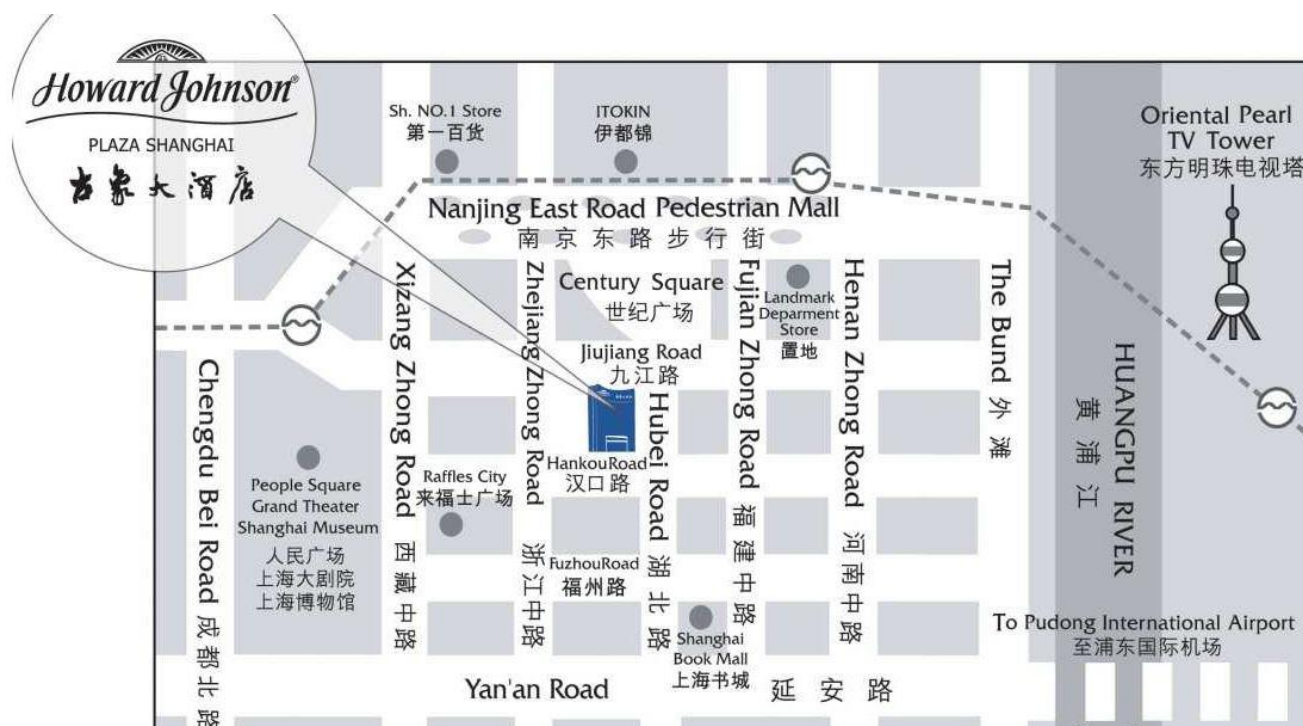 Howard Johnson®
PLAZA SHANGHAI
古象大酒店
Sh. NO.1 Store
第一百货
ITOKIN
伊都锦
Oriental Pearl
TV Tower
东方明珠电视塔
Nanjing East Road Pedestrian Mall
南京东路步行街
Century Square
世纪广场
Landmark
Deparment
Store
置地
Jiujiang Road
九江路
Chengdu Bei Road 成都北路
Xizang Zhong Road 西藏中路
Zhejiang Zhong Road 浙江中路
Hubei Road 湖北路
Fujian Zhong Road 福建中路
Henan Zhong Road 河南中路
The Bund 外滩
HUANGPU RIVER
黄浦江
HankouRoad
汉口路
Raffles City
来福士广场
People Square
Grand Theater
Shanghai Museum
人民广场
上海大剧院
上海博物馆
FuzhouRoad
福州路
Shanghai
Book Mall
上海书城
To Pudong International Airport
至浦东国际机场
Yan'an Road 延安路